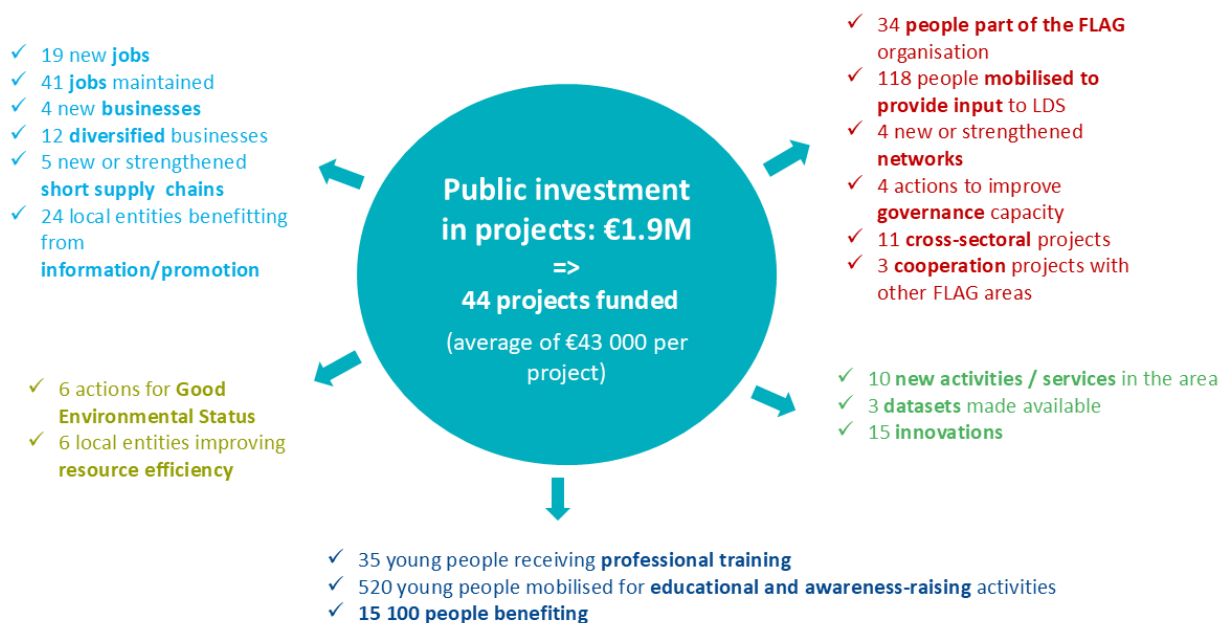 ✓ 19 new jobs
✓ 41 jobs maintained
✓ 4 new businesses
✓ 12 diversified businesses
✓ 5 new or strengthened
short supply chains
✓ 24 local entities benefitting
from
information/promotion
✓ 34 people part of the FLAG
organisation
✓ 118 people mobilised to
provide input to LDS
✓ 4 new or strengthened
networks
✓ 4 actions to improve
governance capacity
✓ 11 cross-sectoral projects
✓ 3 cooperation projects with
other FLAG areas
Public investment
in projects: €1.9M
=>
44 projects funded
(average of €43 000 per
project)
✓ 6 actions for Good
Environmental Status
✓ 6 local entities improving
resource efficiency
✓ 10 new activities / services in the area
✓ 3 datasets made available
✓ 15 innovations
✓ 35 young people receiving professional training
✓ 520 young people mobilised for educational and awareness-raising activities
✓ 15 100 people benefiting